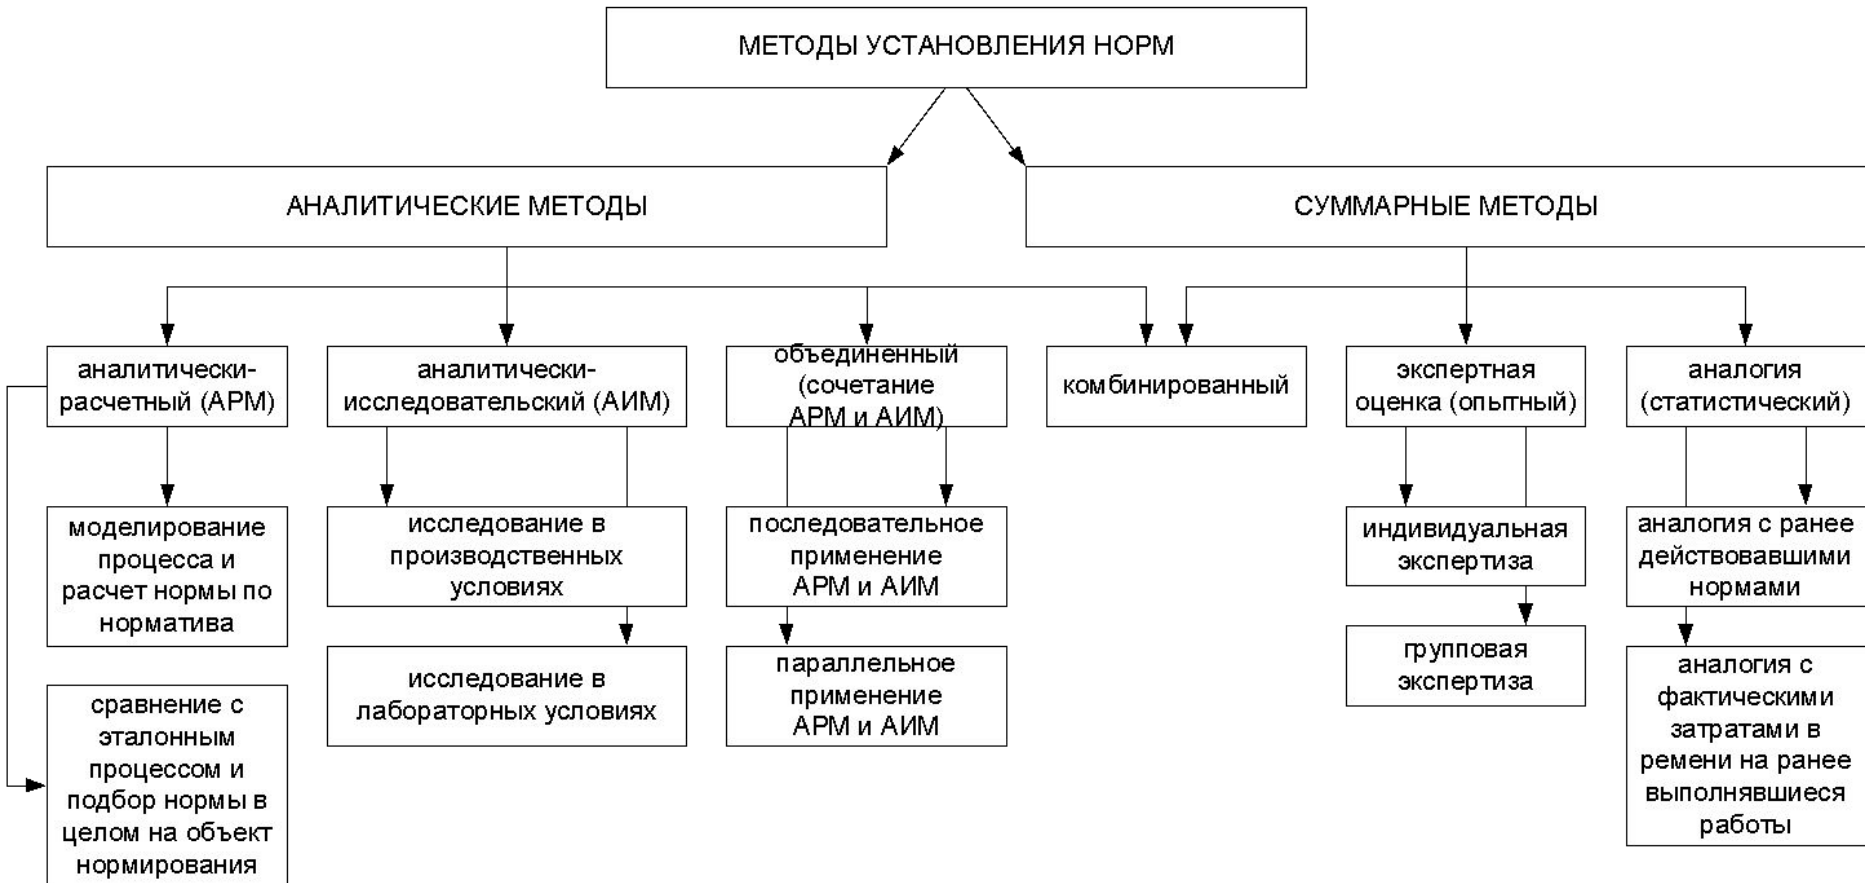 МЕТОДЫ УСТАНОВЛЕНИЯ НОРМ
АНАЛИТИЧЕСКИЕ МЕТОДЫ
СУММАРНЫЕ МЕТОДЫ
аналитически-
расчетный (АРМ)
аналитически-
исследовательский (АИМ)
объединенный
(сочетание
АРМ и АИМ)
комбинированный
экспертная
оценка (опытный)
аналогия
(статистический)
моделирование
процесса и
расчет нормы по
норматива
исследование в
производственных
условиях
последовательное
применение
АРМ и АИМ
индивидуальная
экспертиза
аналогия с ранее
действовавшими
нормами
сравнение с
эталонным
процессом и
подбор нормы в
целом на объект
нормирования
исследование в
лабораторных условиях
параллельное
применение
АРМ и АИМ
групповая
экспертиза
аналогия с
фактическими
затратами в
ремени на ранее
выполнявшиеся
работы